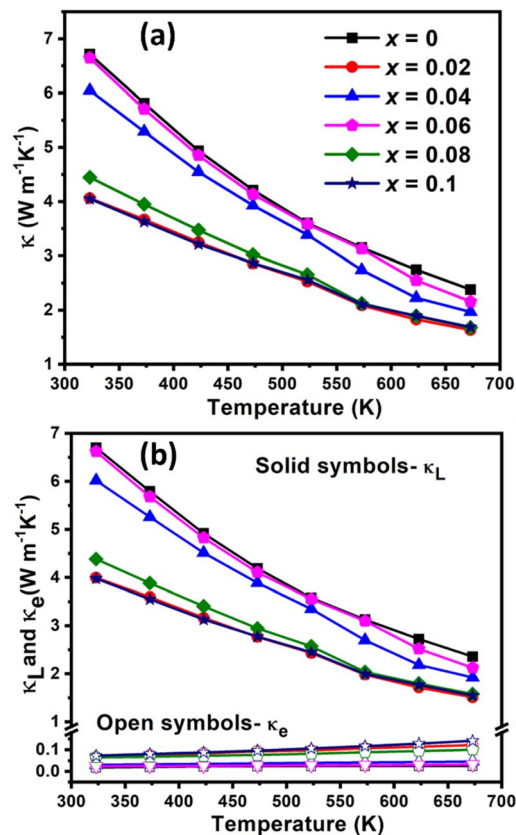 (a)
x = 0
x = 0.02
x = 0.04
x = 0.06
x = 0.08
x = 0.1
κ (W m⁻¹K⁻¹)
7
6
5
4
3
2
1
300 350 400 450 500 550 600 650 700
Temperature (K)
(b)
Solid symbols- κL
κL and κe(W m⁻¹K⁻¹)
7
6
5
4
3
2
1
Open symbols- κe
0.1
0.0
300 350 400 450 500 550 600 650 700
Temperature (K)